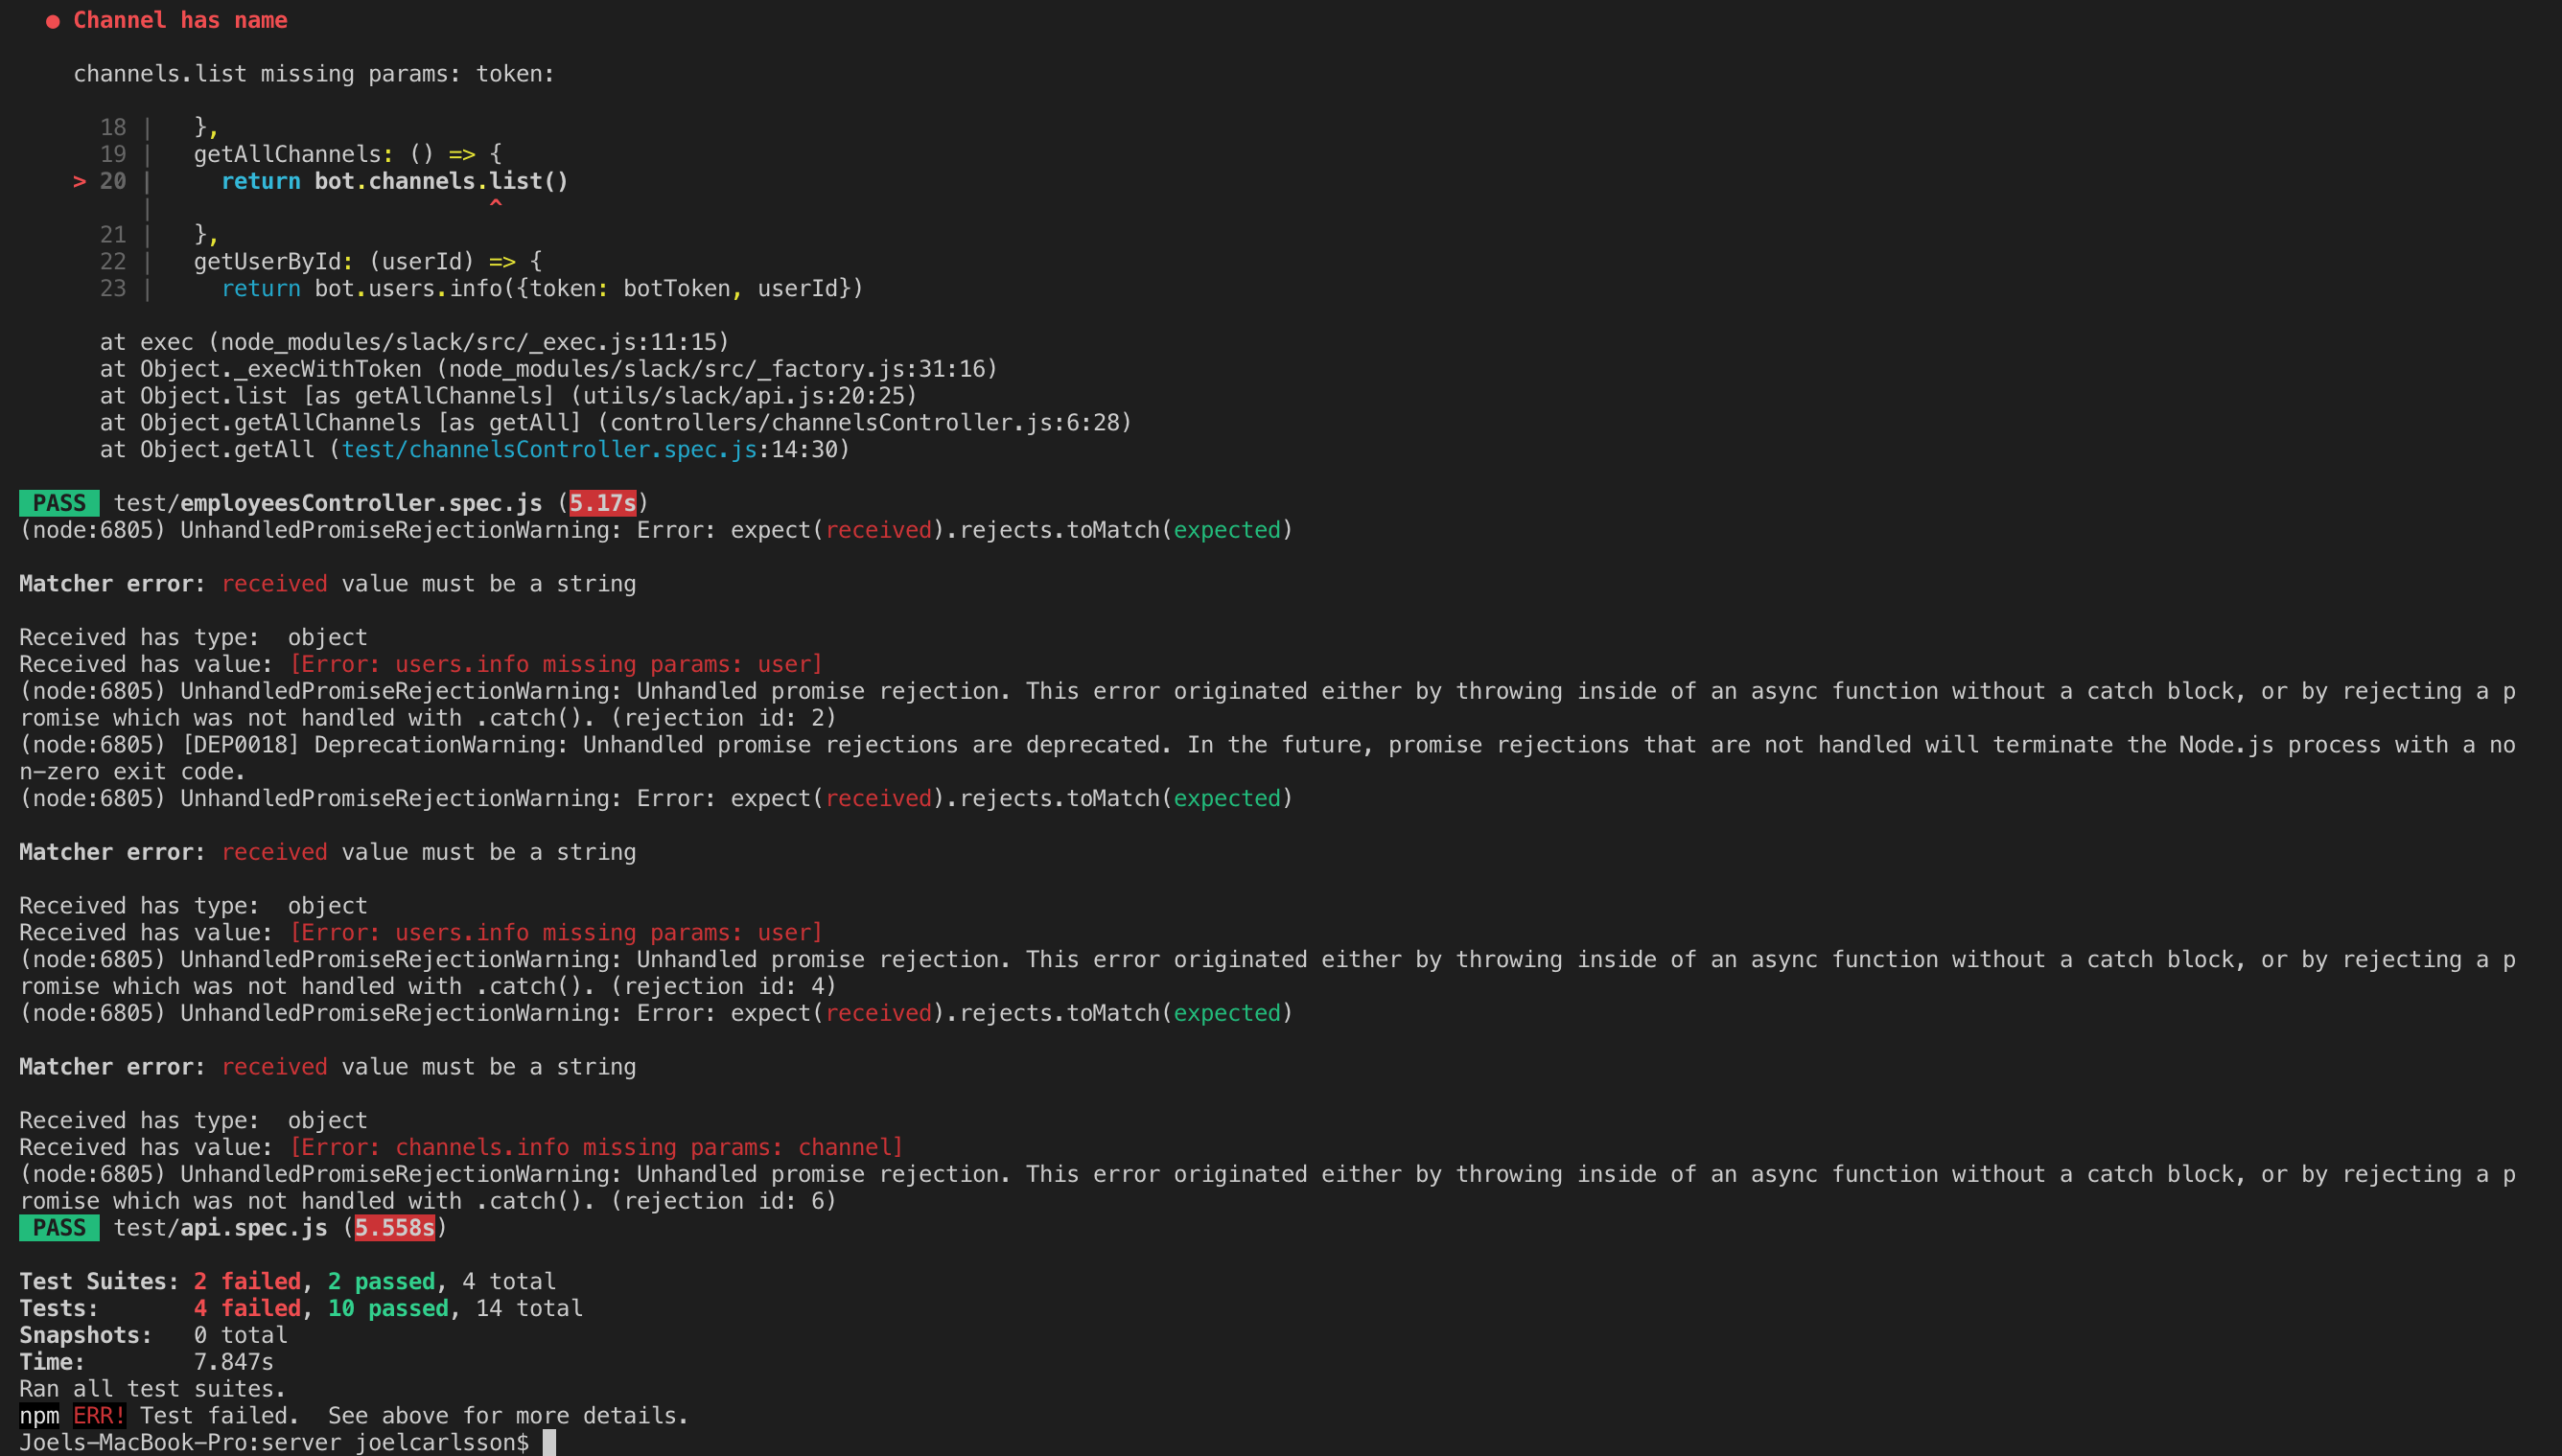 ● Channel has name
channels.list missing params: token:
18 |   },
19 |   getAllChannels: () => {
> 20 |     return bot.channels.list()
|                         ^
21 |   },
22 |   getUserById: (userId) => {
23 |     return bot.users.info({token: botToken, userId})
at exec (node_modules/slack/src/_exec.js:11:15)
at Object._execWithToken (node_modules/slack/src/_factory.js:31:16)
at Object.list [as getAllChannels] (utils/slack/api.js:20:25)
at Object.getAllChannels [as getAll] (controllers/channelsController.js:6:28)
at Object.getAll (test/channelsController.spec.js:14:30)
PASS test/employeesController.spec.js (5.17s)
(node:6805) UnhandledPromiseRejectionWarning: Error: expect(received).rejects.toMatch(expected)
Matcher error: received value must be a string
Received has type:  object
Received has value: [Error: users.info missing params: user]
(node:6805) UnhandledPromiseRejectionWarning: Unhandled promise rejection. This error originated either by throwing inside of an async function without a catch block, or by rejecting a p
romise which was not handled with .catch(). (rejection id: 2)
(node:6805) [DEP0018] DeprecationWarning: Unhandled promise rejections are deprecated. In the future, promise rejections that are not handled will terminate the Node.js process with a no
n-zero exit code.
(node:6805) UnhandledPromiseRejectionWarning: Error: expect(received).rejects.toMatch(expected)
Matcher error: received value must be a string
Received has type:  object
Received has value: [Error: users.info missing params: user]
(node:6805) UnhandledPromiseRejectionWarning: Unhandled promise rejection. This error originated either by throwing inside of an async function without a catch block, or by rejecting a p
romise which was not handled with .catch(). (rejection id: 4)
(node:6805) UnhandledPromiseRejectionWarning: Error: expect(received).rejects.toMatch(expected)
Matcher error: received value must be a string
Received has type:  object
Received has value: [Error: channels.info missing params: channel]
(node:6805) UnhandledPromiseRejectionWarning: Unhandled promise rejection. This error originated either by throwing inside of an async function without a catch block, or by rejecting a p
romise which was not handled with .catch(). (rejection id: 6)
PASS test/api.spec.js (5.558s)
Test Suites: 2 failed, 2 passed, 4 total
Tests:       4 failed, 10 passed, 14 total
Snapshots:   0 total
Time:        7.847s
Ran all test suites.
npm ERR! Test failed.  See above for more details.
Joels-MacBook-Pro:server joelcarlsson$